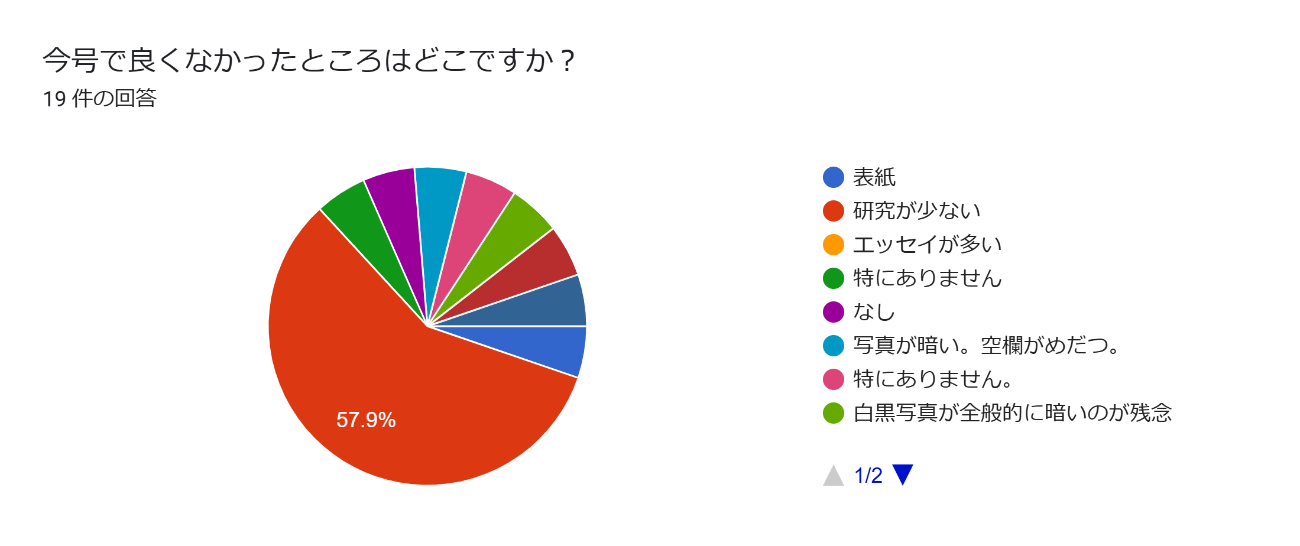 今号で良くなかったところはどこですか？
19 件の回答
57.9%
表紙
研究が少ない
エッセイが多い
特にありません
なし
写真が暗い。空欄がめだつ。
特にありません。
白黒写真が全般的に暗いのが残念
1/2